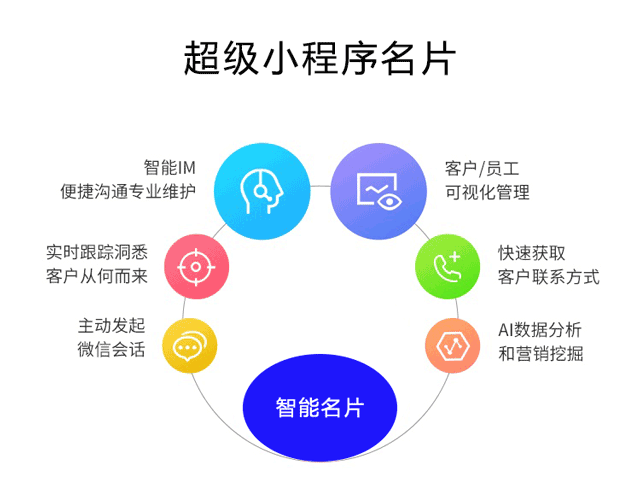 超级小程序名片
智能IM
便捷沟通专业维护
客户/员工
可视化管理
实时跟踪洞悉
客户从何而来
快速获取
客户联系方式
主动发起
微信会话
AI数据分析
和营销挖掘
智能名片